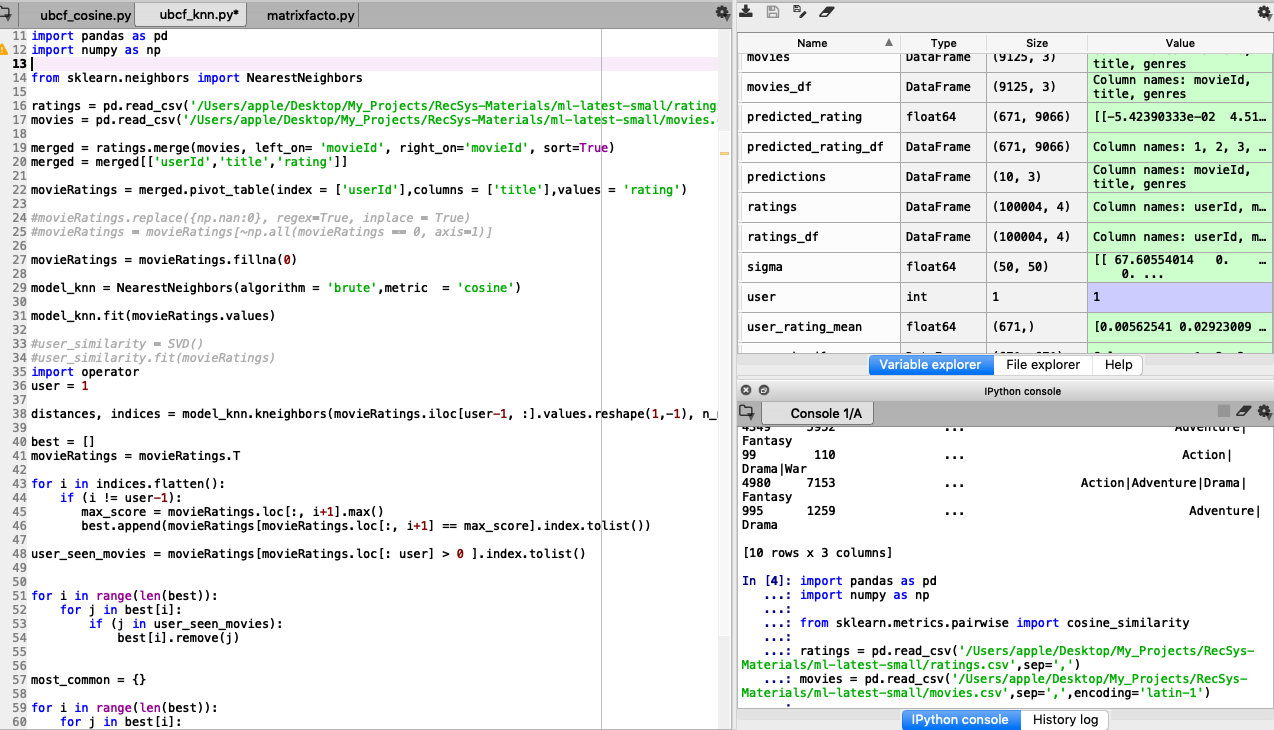 ubcf_cosine.py ubcf_knn.py* matrixfacto.py
11 import pandas as pd
12 import numpy as np
13
14 from sklearn.neighbors import NearestNeighbors
15
16 ratings = pd.read_csv('/Users/apple/Desktop/My_Projects/RecSys-Materials/ml-latest-small/rating
17 movies = pd.read_csv('/Users/apple/Desktop/My_Projects/RecSys-Materials/ml-latest-small/movies.
18
19 merged = ratings.merge(movies, left_on= 'movieId', right_on='movieId', sort=True)
20 merged = merged[['userId','title','rating']]
21
22 movieRatings = merged.pivot_table(index = ['userId'],columns = ['title'],values = 'rating')
23
24 #movieRatings.replace({np.nan:0}, regex=True, inplace = True)
25 #movieRatings = movieRatings[~np.all(movieRatings == 0, axis=1)]
26
27 movieRatings = movieRatings.fillna(0)
28
29 model_knn = NearestNeighbors(algorithm = 'brute',metric  = 'cosine')
30
31 model_knn.fit(movieRatings.values)
32
33 #user_similarity = SVD()
34 #user_similarity.fit(movieRatings)
35 import operator
36 user = 1
37
38 distances, indices = model_knn.kneighbors(movieRatings.iloc[user-1, :].values.reshape(1,-1), n_
39
40 best = []
41 movieRatings = movieRatings.T
42
43 for i in indices.flatten():
44     if (i != user-1):
45        max_score = movieRatings.loc[:, i+1].max()
46        best.append(movieRatings[movieRatings.loc[:, i+1] == max_score].index.tolist())
47
48 user_seen_movies = movieRatings[movieRatings.loc[: user] > 0 ].index.tolist()
49
50
51 for i in range(len(best)):
52     for j in best[i]:
53         if (j in user_seen_movies):
54             best[i].remove(j)
55
56
57 most_common = {}
58
59 for i in range(len(best)):
60     for j in best[i]:
Name Type Size Value
movies DataFrame (9125, 3) title, genres
movies_df DataFrame (9125, 3) Column names: movieId,
title, genres
predicted_rating float64 (671, 9066) [[-5.42390333e-02  4.51…
predicted_rating_df DataFrame (671, 9066) Column names: 1, 2, 3, …
predictions DataFrame (10, 3) Column names: movieId,
title, genres
ratings DataFrame (100004, 4) Column names: userId, m…
ratings_df DataFrame (100004, 4) Column names: userId, m…
sigma float64 (50, 50) [[ 67.60554014   0.    …
0. ...
user int 1 1
user_rating_mean float64 (671,) [0.00562541 0.02923009 …
Variable explorer File explorer Help
IPython console
Console 1/A
4349 5952 ... Adventure|
Fantasy
99 110 ... Action|
Drama|War
4980 7153 ... Action|Adventure|Drama|
Fantasy
995 1259 ... Adventure|
Drama
[10 rows x 3 columns]
In [4]: import pandas as pd
...: import numpy as np
...:
...: from sklearn.metrics.pairwise import cosine_similarity
...:
...: ratings = pd.read_csv('/Users/apple/Desktop/My_Projects/RecSys-
Materials/ml-latest-small/ratings.csv',sep=',')
...: movies = pd.read_csv('/Users/apple/Desktop/My_Projects/RecSys-
Materials/ml-latest-small/movies.csv',sep=',',encoding='latin-1')
IPython console History log